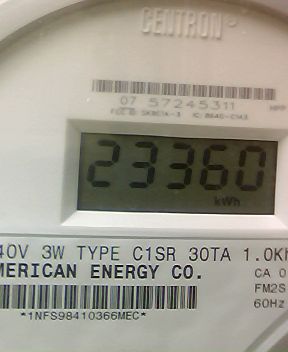 CENTRON
07 57245311
23360
kWh
40V 3W TYPE C1SR 30TA 1.0Kh
MERICAN ENERGY CO.
CA 0
FM2S
60Hz
*1NFS98410366MEC*